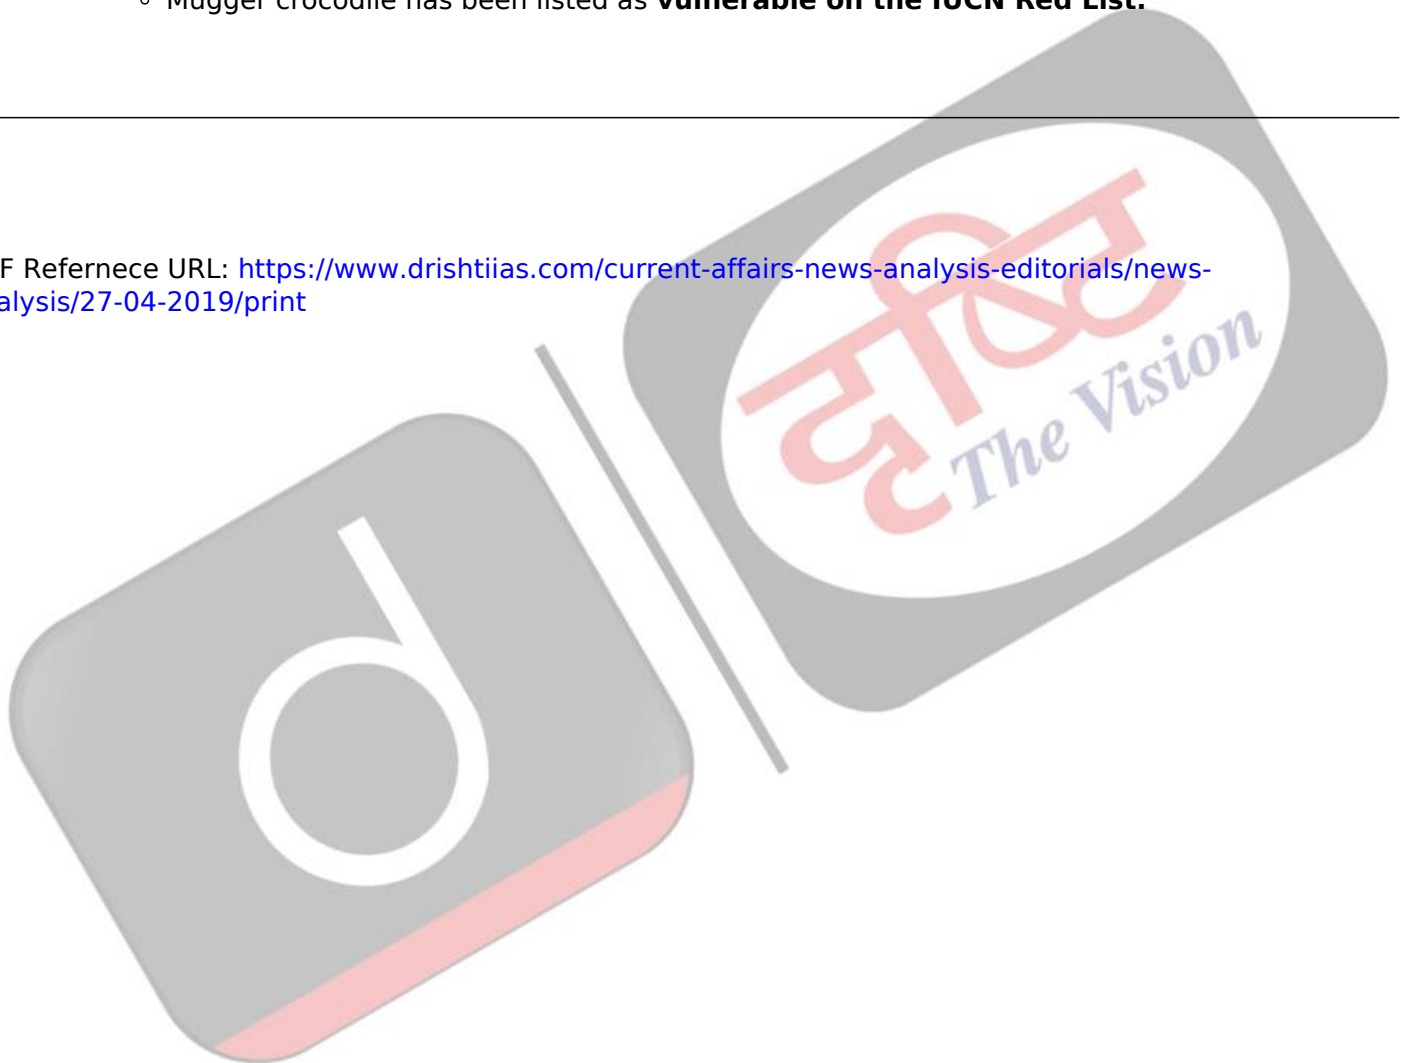 Mugger crocodile has been listed as vulnerable on the IUCN Red List.
F Refernece URL: https://www.drishtiias.com/current-affairs-news-analysis-editorials/news-
alysis/27-04-2019/print
दृष्टि
The Vision
d